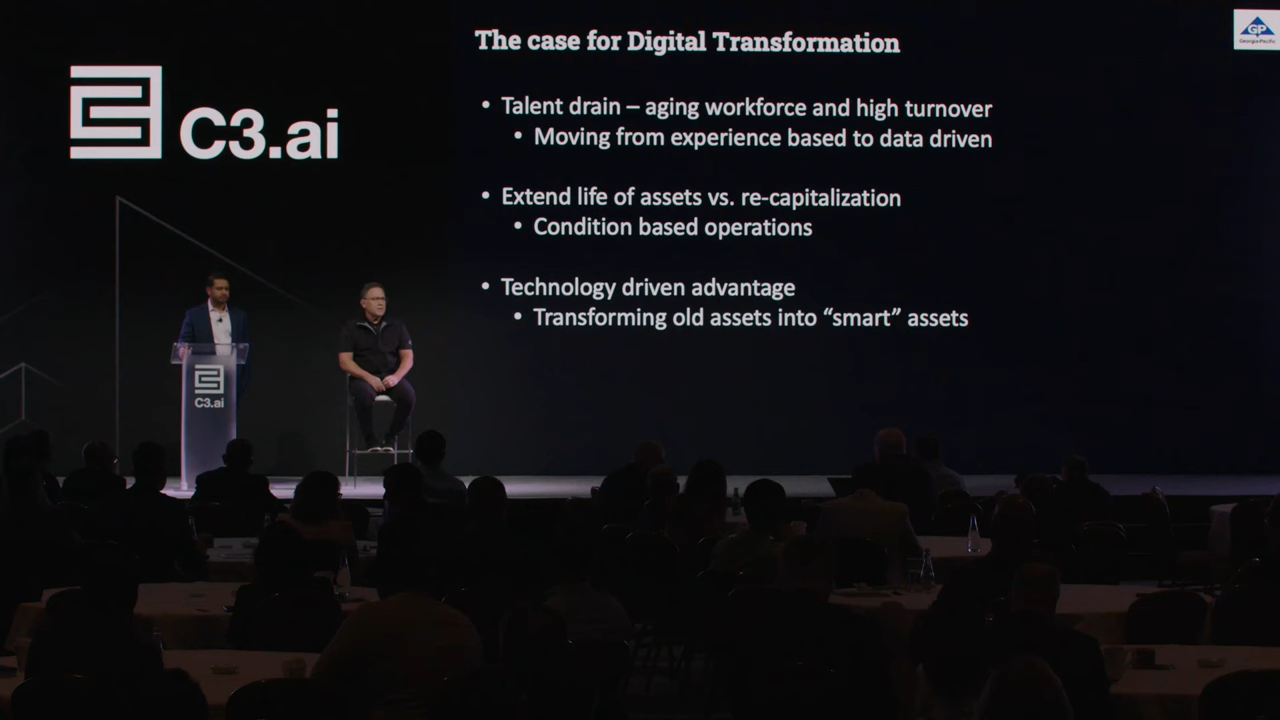 C3.ai
The case for Digital Transformation
GP
Georgia-Pacific
• Talent drain – aging workforce and high turnover
• Moving from experience based to data driven
• Extend life of assets vs. re-capitalization
• Condition based operations
• Technology driven advantage
• Transforming old assets into “smart” assets
C3.ai